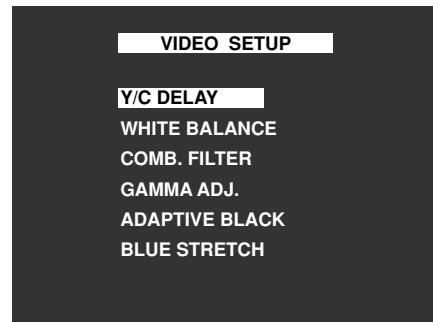 VIDEO SETUP
Y/C DELAY
WHITE BALANCE
COMB. FILTER
GAMMA ADJ.
ADAPTIVE BLACK
BLUE STRETCH